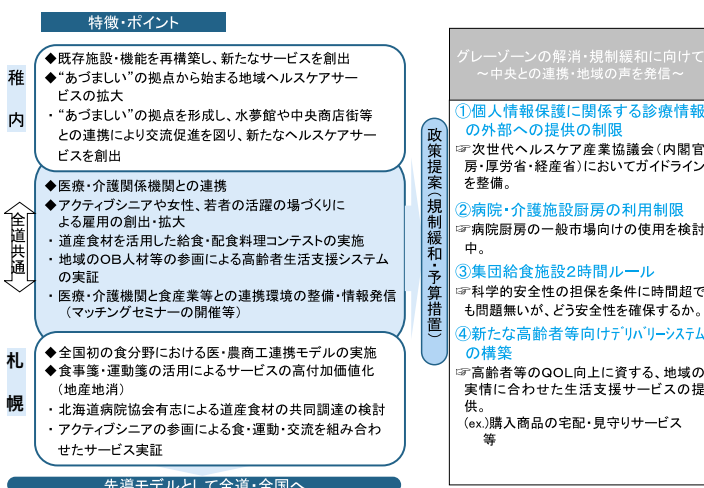 特徴・ポイント
稚
内
◆既存施設・機能を再構築し、新たなサービスを創出
◆“あづましい”の拠点から始まる地域ヘルスケアサー
ビスの拡大
・“あづましい”の拠点を形成し、水夢館や中央商店街等
との連携により交流促進を図り、新たなヘルスケアサー
ビスを創出
全道共通
◆医療・介護関係機関との連携
◆アクティブシニアや女性、若者の活躍の場づくりに
よる雇用の創出・拡大
・ 道産食材を活用した給食・配食料理コンテストの実施
・ 地域のOB人材等の参画による高齢者生活支援システム
の実証
・ 医療・介護機関と食産業等との連携環境の整備・情報発信
（マッチングセミナーの開催等）
札
幌
◆全国初の食分野における医・農商工連携モデルの実施
◆食事箋・運動箋の活用によるサービスの高付加価値化
（地産地消）
・ 北海道病院協会有志による道産食材の共同調達の検討
・ アクティブシニアの参画による食・運動・交流を組み合わ
せたサービス実証
先導モデルとして全道・全国へ
政策提案（規制緩和・予算措置）
グレーゾーンの解消・規制緩和に向けて
～中央との連携・地域の声を発信～
①個人情報保護に関係する診療情報
の外部への提供の制限
☞次世代ヘルスケア産業協議会（内閣官
房・厚労省・経産省）においてガイドライン
を整備。
②病院・介護施設厨房の利用制限
☞病院厨房の一般市場向けの使用を検討
中。
③集団給食施設2時間ルール
☞科学的安全性の担保を条件に時間超で
も問題無いが、どう安全性を確保するか。
④新たな高齢者等向けデリバリーシステム
の構築
☞高齢者等のQOL向上に資する、地域の
実情に合わせた生活支援サービスの提
供。
(ex.)購入商品の宅配・見守りサービス
等